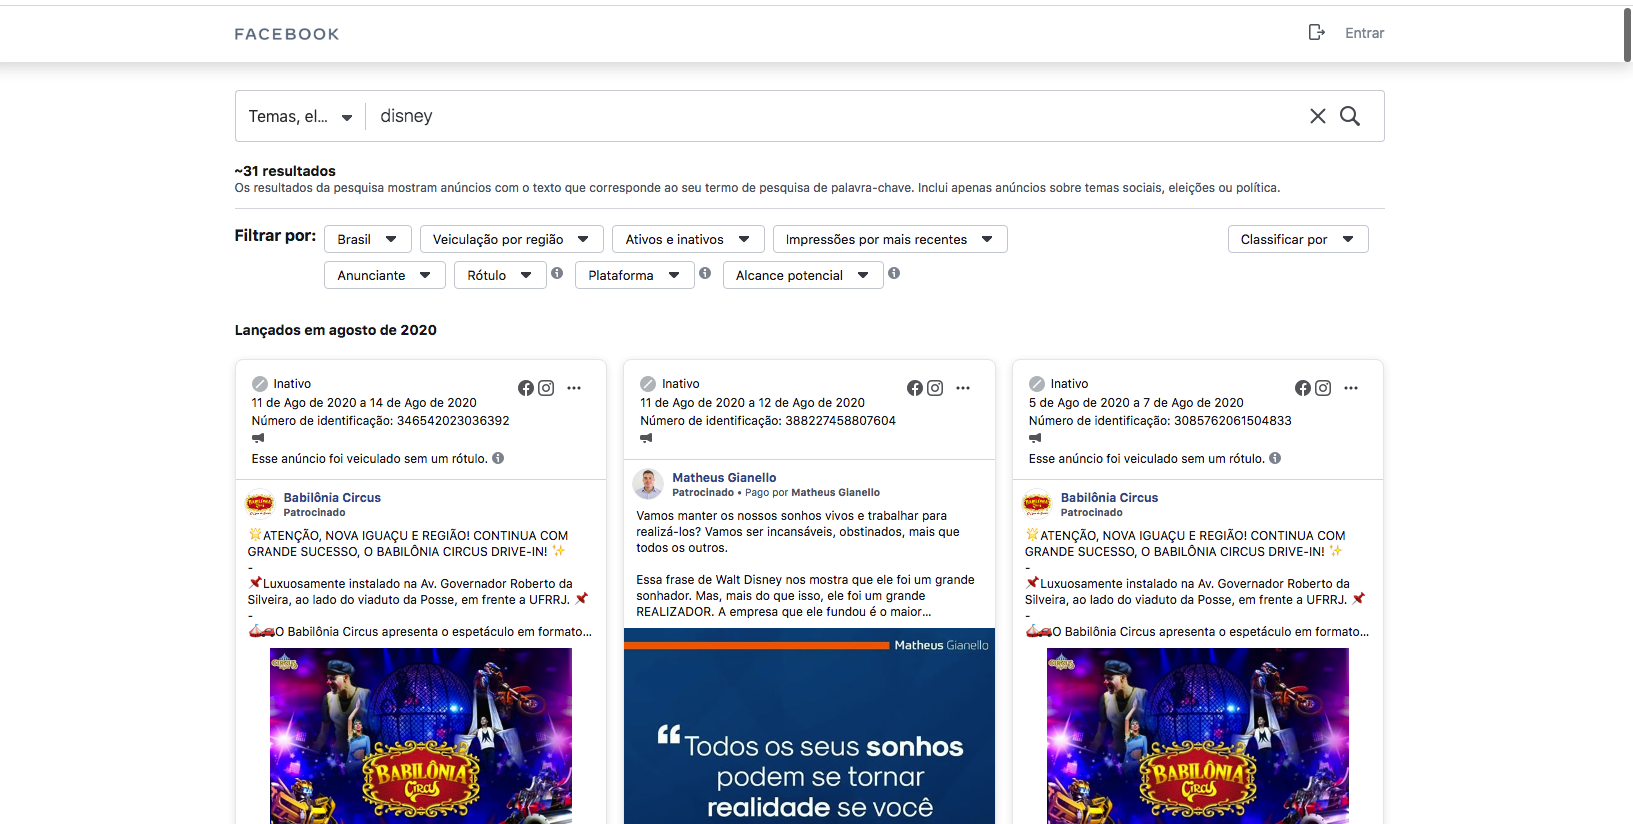 FACEBOOK
Entrar
Temas, el...
disney
~31 resultados
Os resultados da pesquisa mostram anúncios com o texto que corresponde ao seu termo de pesquisa de palavra-chave. Inclui apenas anúncios sobre temas sociais, eleições ou política.
Filtrar por: Brasil Veiculação por região Ativos e inativos Impressões por mais recentes Classificar por
Anunciante Rótulo Plataforma Alcance potencial
Lançados em agosto de 2020
Inativo
11 de Ago de 2020 a 14 de Ago de 2020
Número de identificação: 346542023036392
Esse anúncio foi veiculado sem um rótulo.
Babilônia Circus
Patrocinado
🌟ATENÇÃO, NOVA IGUAÇU E REGIÃO! CONTINUA COM
GRANDE SUCESSO, O BABILÔNIA CIRCUS DRIVE-IN! ✨
-
📌Luxuosamente instalado na Av. Governador Roberto da
Silveira, ao lado do viaduto da Posse, em frente a UFRRJ. 📌
-
🎪🚗O Babilônia Circus apresenta o espetáculo em formato...
BABILÔNIA
CIRCUS
Inativo
11 de Ago de 2020 a 12 de Ago de 2020
Número de identificação: 388227458807604
Matheus Gianello
Patrocinado • Pago por Matheus Gianello
Vamos manter os nossos sonhos vivos e trabalhar para
realizá-los? Vamos ser incansáveis, obstinados, mais que
todos os outros.
Essa frase de Walt Disney nos mostra que ele foi um grande
sonhador. Mas, mais do que isso, ele foi um grande
REALIZADOR. A empresa que ele fundou é o maior...
Matheus Gianello
“Todos os seus sonhos
podem se tornar
realidade se você
Inativo
5 de Ago de 2020 a 7 de Ago de 2020
Número de identificação: 3085762061504833
Esse anúncio foi veiculado sem um rótulo.
Babilônia Circus
Patrocinado
🌟ATENÇÃO, NOVA IGUAÇU E REGIÃO! CONTINUA COM
GRANDE SUCESSO, O BABILÔNIA CIRCUS DRIVE-IN! ✨
-
📌Luxuosamente instalado na Av. Governador Roberto da
Silveira, ao lado do viaduto da Posse, em frente a UFRRJ. 📌
-
🎪🚗O Babilônia Circus apresenta o espetáculo em formato...
BABILÔNIA
CIRCUS